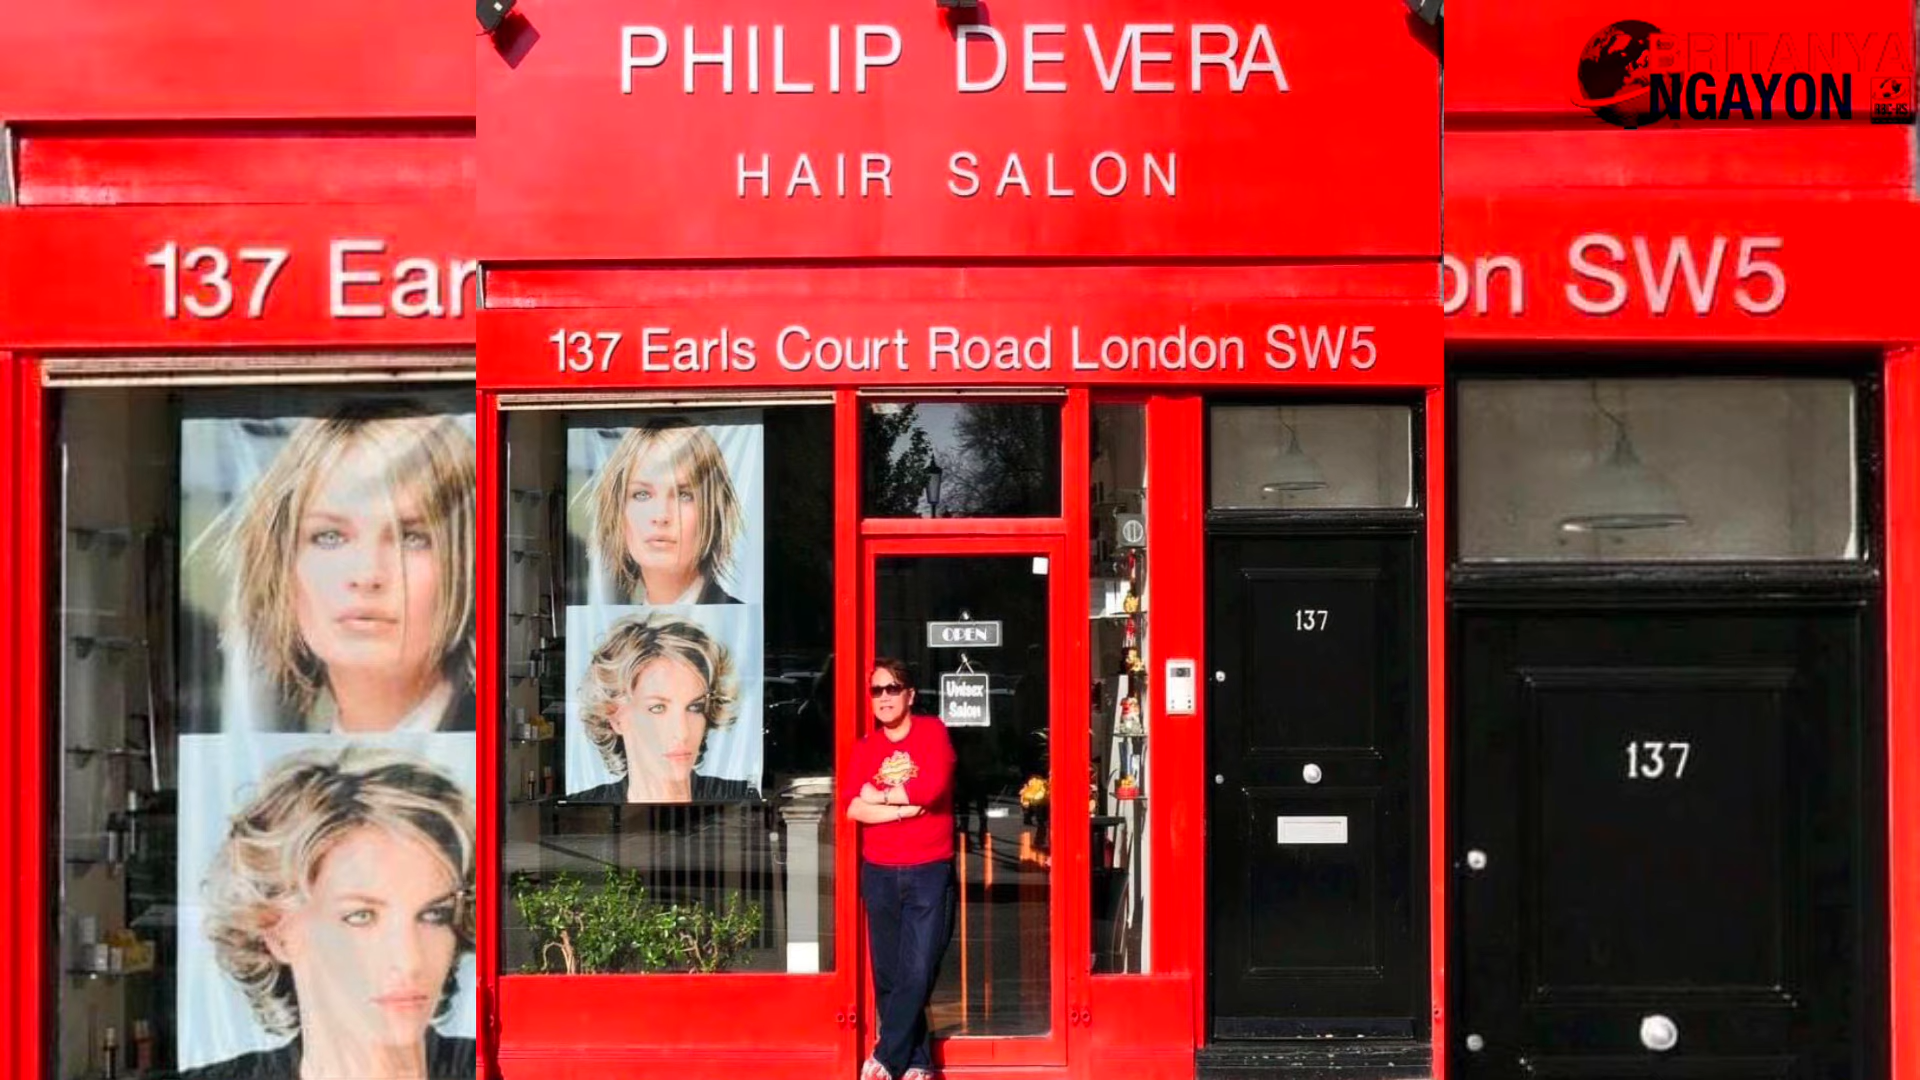 PHILIP DEVERA
HAIR SALON
137 Earls Court Road London SW5
OPEN
Unisex
Salon
137
137 Ear
on SW5
137
BRITANYA
NGAYON